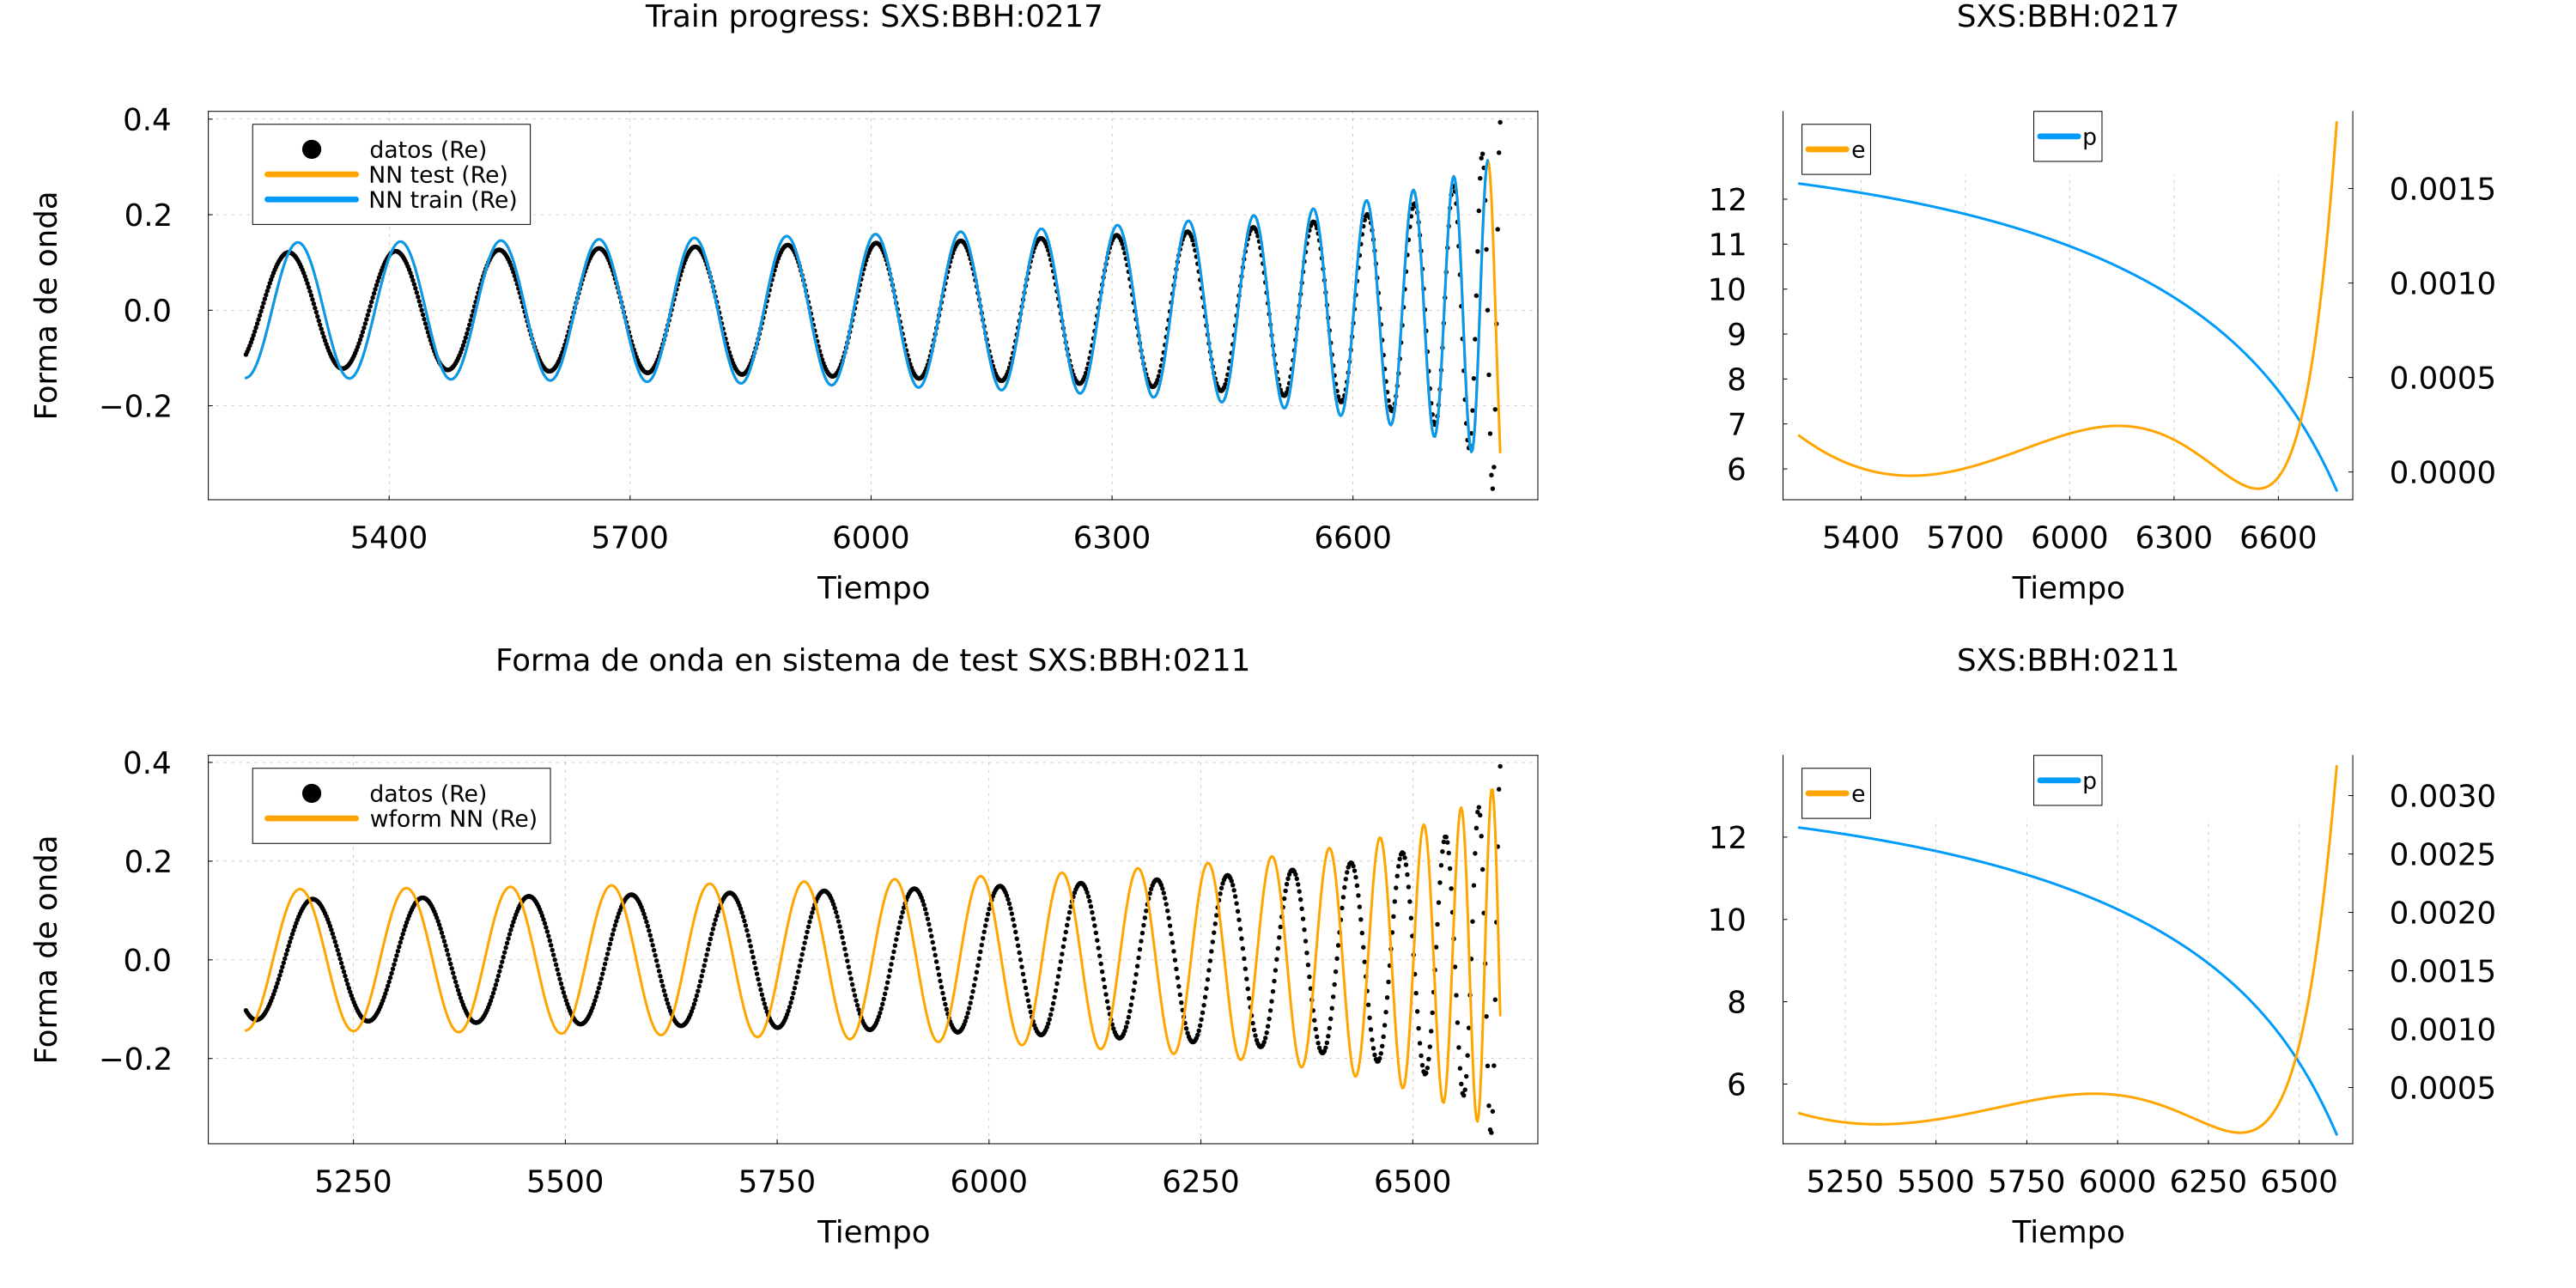 Train progress: SXS:BBH:0217
Forma de onda
0.4
0.2
0.0
−0.2
datos (Re)
NN test (Re)
NN train (Re)
5400 5700 6000 6300 6600
Tiempo
SXS:BBH:0217
e
p
12
11
10
9
8
7
6
0.0015
0.0010
0.0005
0.0000
5400 5700 6000 6300 6600
Tiempo
Forma de onda en sistema de test SXS:BBH:0211
Forma de onda
0.4
0.2
0.0
−0.2
datos (Re)
wform NN (Re)
5250 5500 5750 6000 6250 6500
Tiempo
SXS:BBH:0211
e
p
12
10
8
6
0.0030
0.0025
0.0020
0.0015
0.0010
0.0005
5250 5500 5750 6000 6250 6500
Tiempo